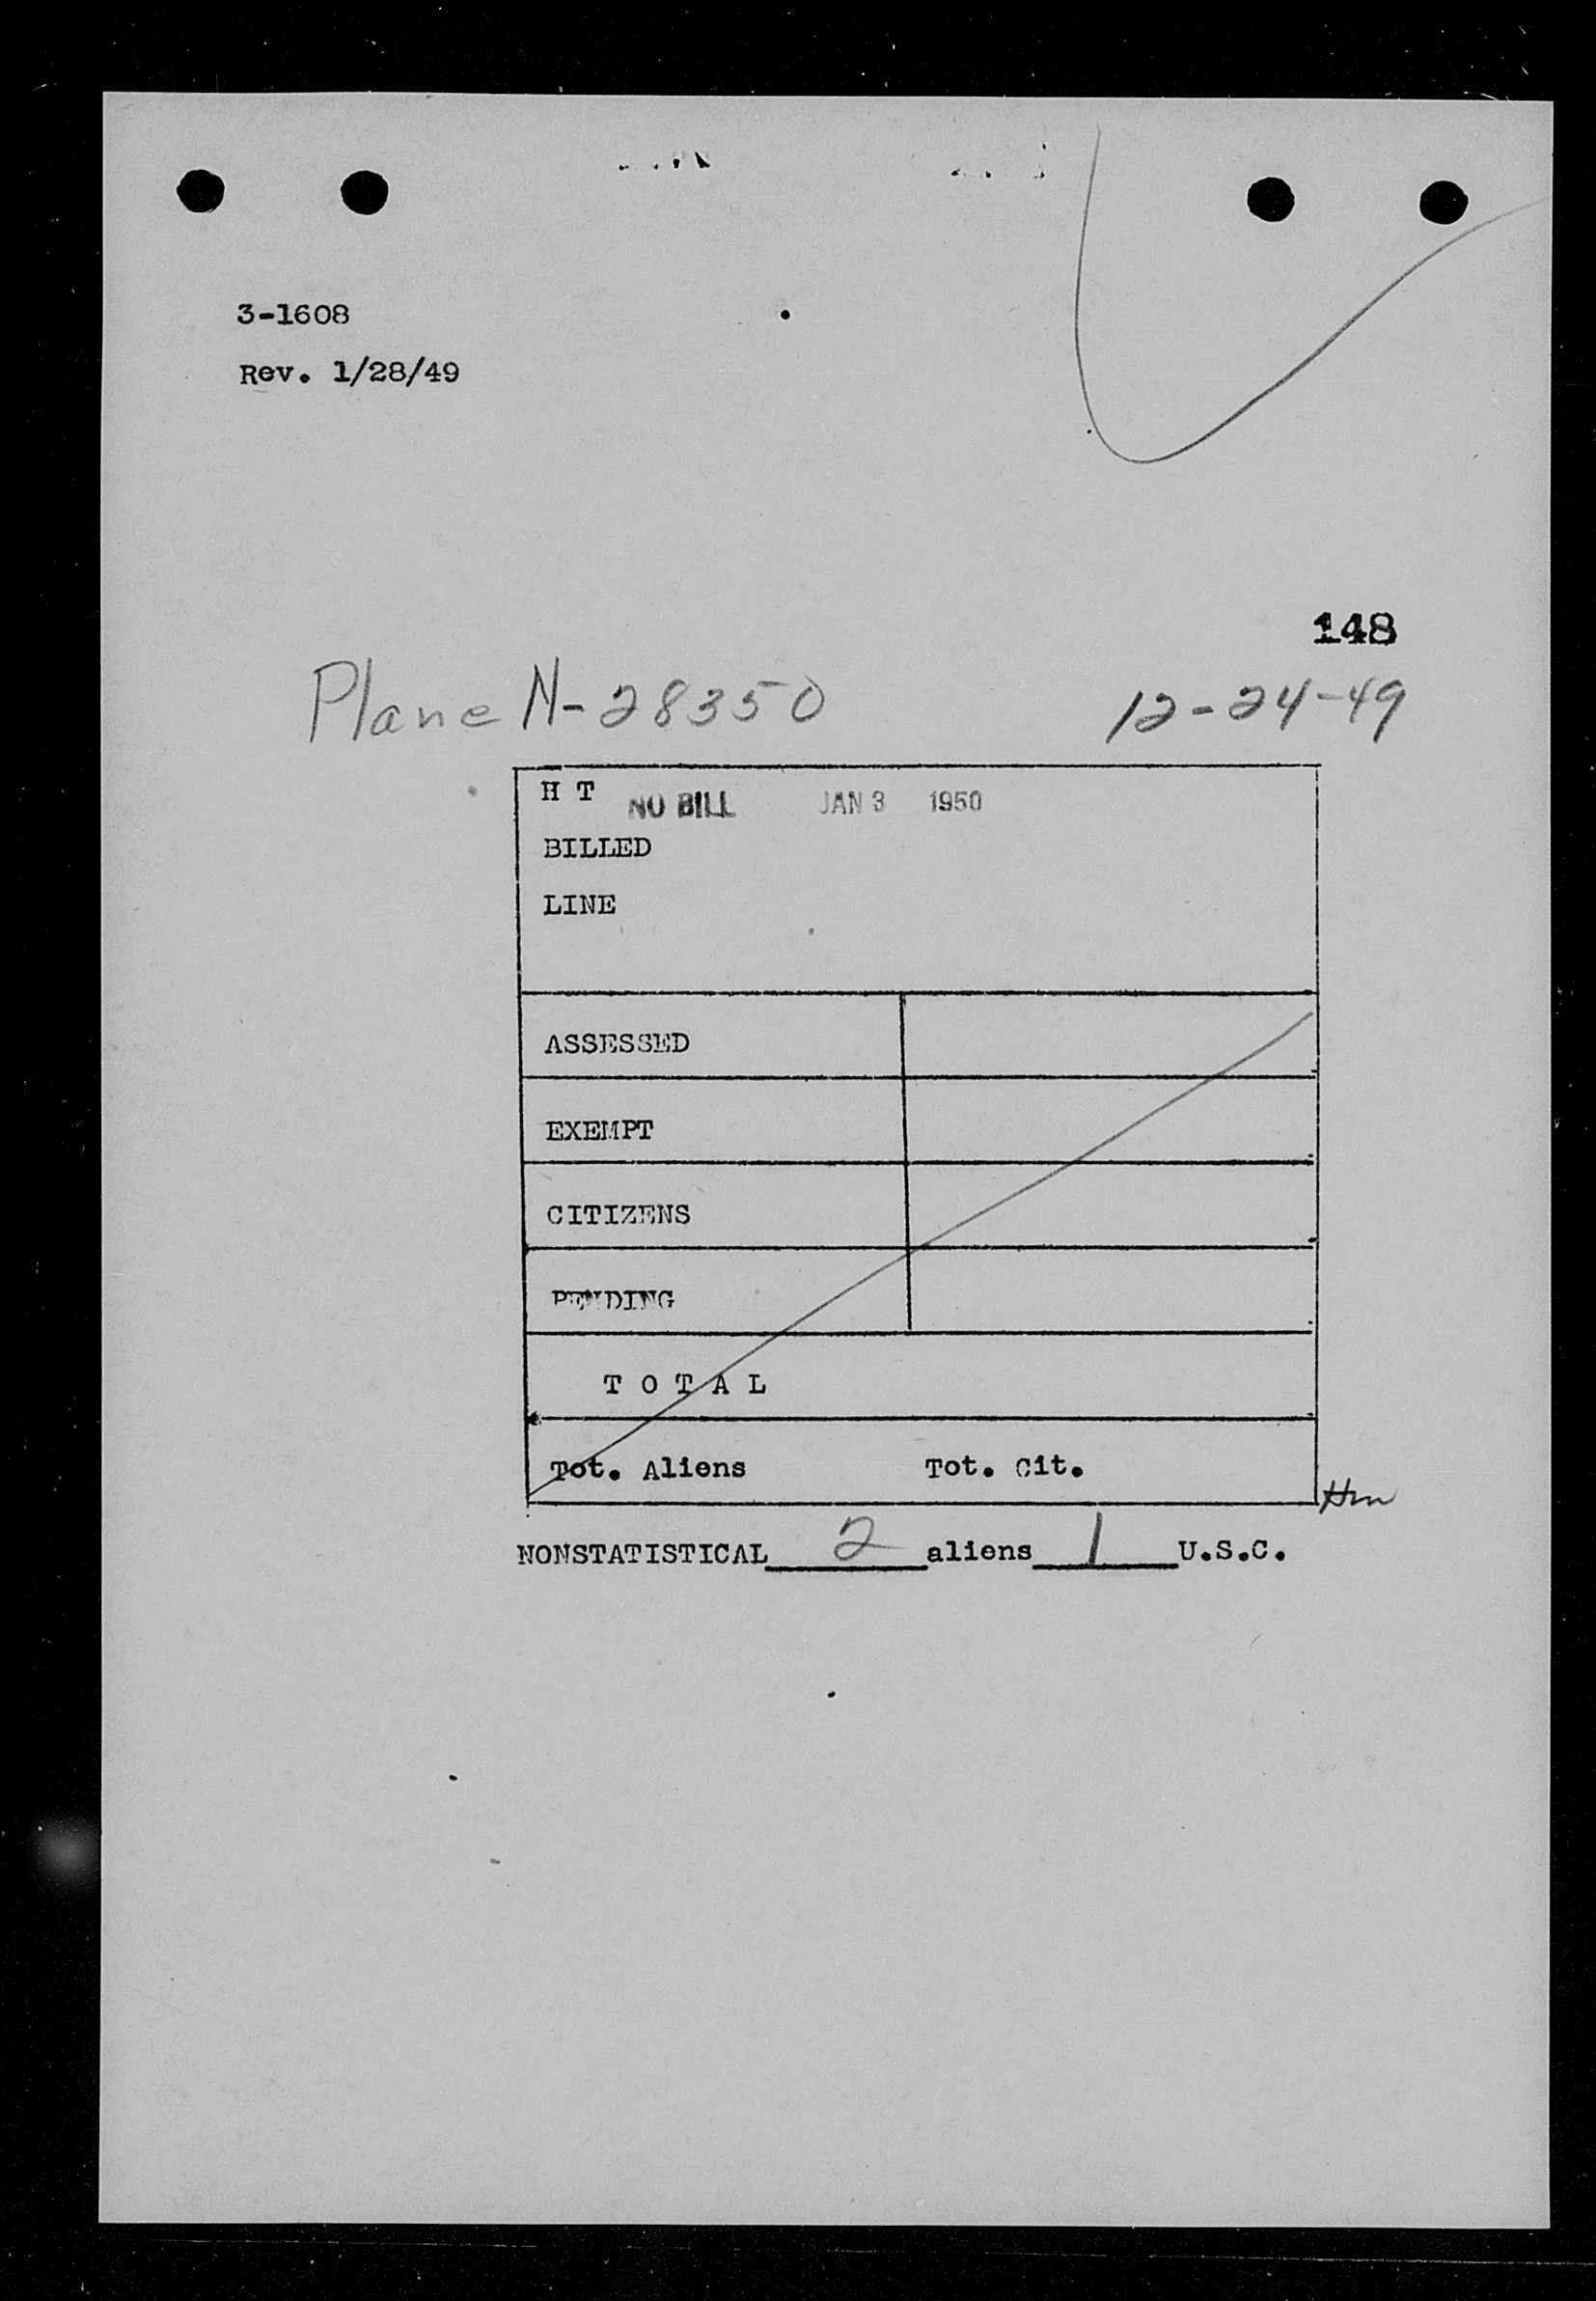 3-1608
Rev. 1/28/49
148
Plane N-28350 12-24-49
H T NO BILL JAN 3 1950
BILLED
LINE
ASSESSED
EXEMPT
CITIZENS
PENDING
T O T A L
Tot. Aliens Tot. Cit.
NONSTATISTICAL 2 aliens 1 U.S.C.